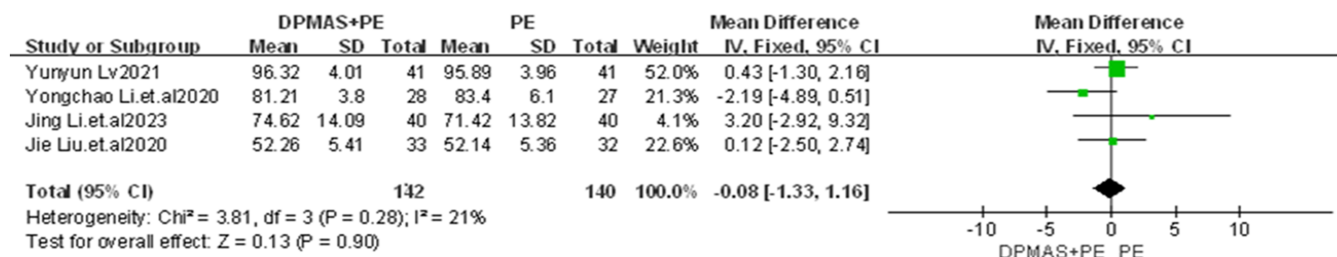 DPMAS+PE PE Mean Difference Mean Difference
Study or Subgroup Mean SD Total Mean SD Total Weight IV, Fixed, 95% CI IV, Fixed, 95% CI
Yunyun Lv2021 96.32 4.01 41 95.89 3.96 41 52.0% 0.43 [-1.30, 2.16]
Yongchao Li.et.al2020 81.21 3.8 28 83.4 6.1 27 21.3% -2.19 [-4.89, 0.51]
Jing Li.et.al2023 74.62 14.09 40 71.42 13.82 40 4.1% 3.20 [-2.92, 9.32]
Jie Liu.et.al2020 52.26 5.41 33 52.14 5.36 32 22.6% 0.12 [-2.50, 2.74]
Total (95% CI) 142 140 100.0% -0.08 [-1.33, 1.16]
Heterogeneity: Chi² = 3.81, df = 3 (P = 0.28); I² = 21%
Test for overall effect: Z = 0.13 (P = 0.90)
-10 -5 0 5 10
DPMAS+PE PE